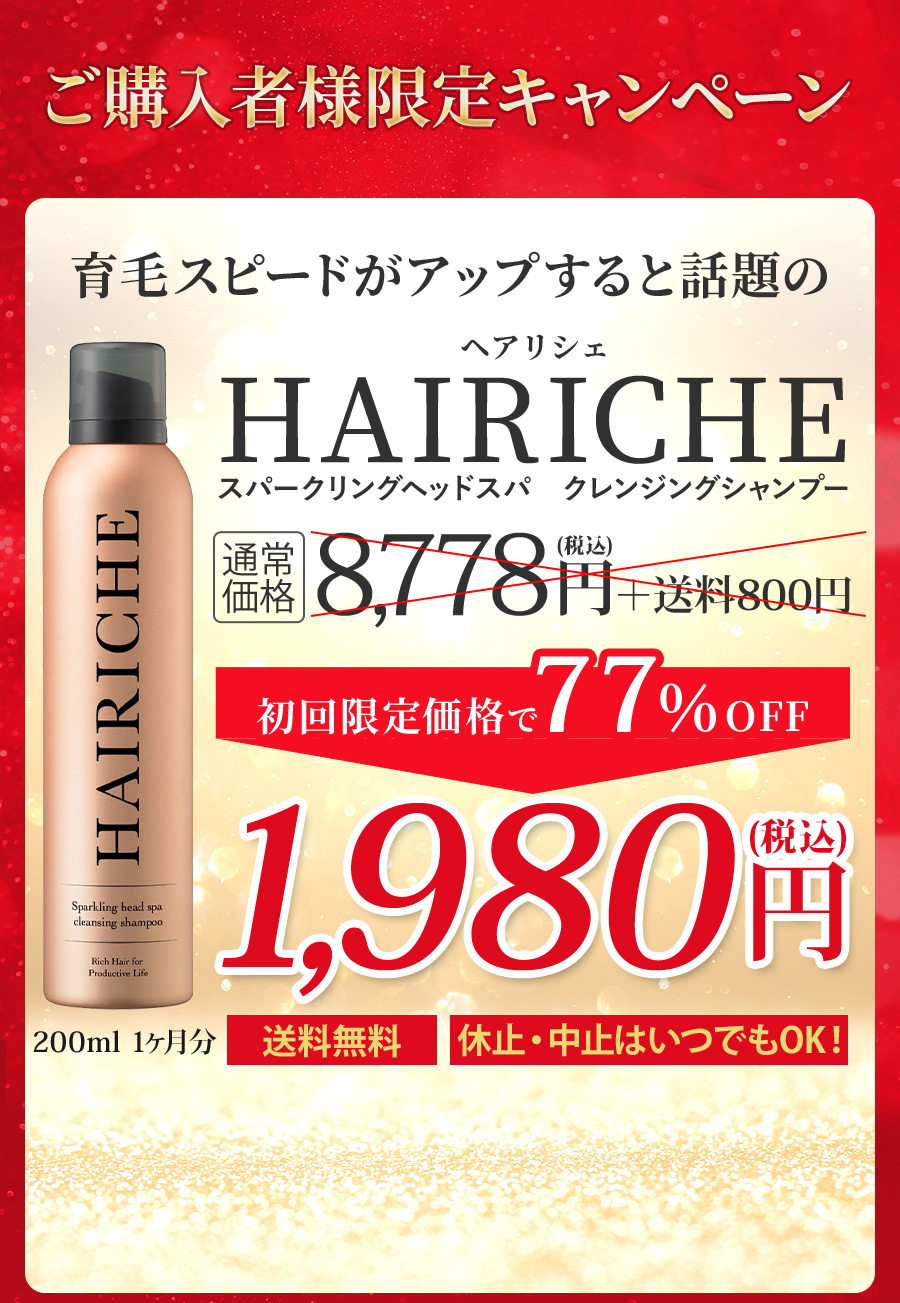 ご購入者様限定キャンペーン
育毛スピードがアップすると話題の
ヘアリシェ
HAIRICHE
スパークリングヘッドスパ クレンジングシャンプー
通常
価格
8,778円(税込)+送料800円
初回限定価格で77%OFF
1,980円(税込)
HAIRICHE
Sparkling head spa
cleansing shampoo
Rich Hair for
Productive Life
200ml 1ヶ月分
送料無料
休止・中止はいつでもOK!